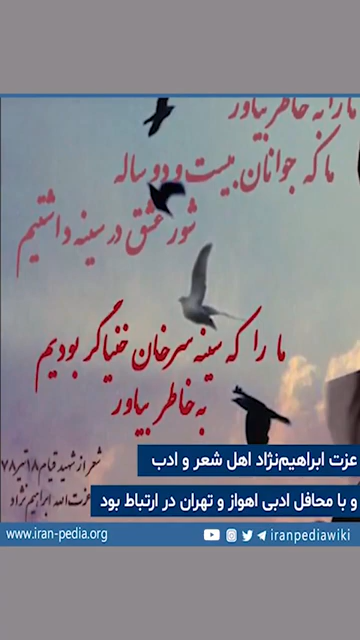 ما را به خاطر بیاور
ما که جوانان بیست و دو ساله
شور عشق در سینه داشتیم
ما را که سینه سرخان خنیاگر بودیم
به خاطر بیاور
شعر از شهید قیام ۱۸ تیر ۷۸
عزت‌الله ابراهیم نژاد
عزت ابراهیم‌نژاد اهل شعر و ادب
و با محافل ادبی اهواز و تهران در ارتباط بود
www.iran-pedia.org
iranpediawiki